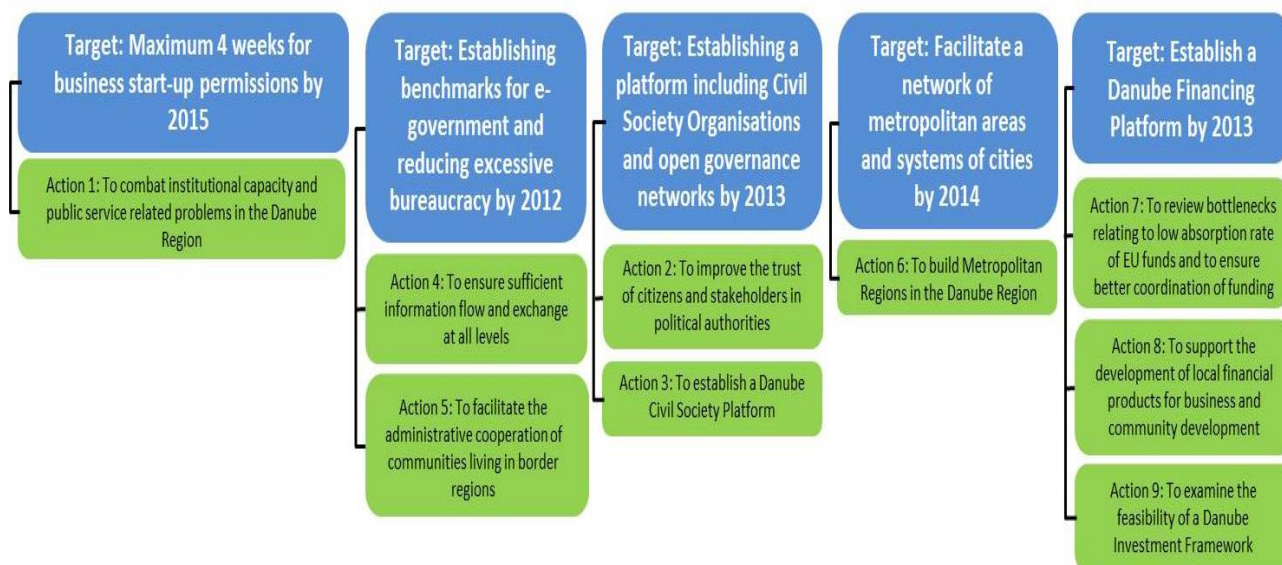 Target: Maximum 4 weeks for
business start-up permissions by
2015
Action 1: To combat institutional capacity and
public service related problems in the Danube
Region
Target: Establishing
benchmarks for e-
government and
reducing excessive
bureaucracy by 2012
Action 4: To ensure sufficient
information flow and exchange
at all levels
Action 5: To facilitate the
administrative cooperation of
communities living in border
regions
Target: Establishing a
platform including Civil
Society Organisations
and open governance
networks by 2013
Action 2: To improve the trust
of citizens and stakeholders in
political authorities
Action 3: To establish a Danube
Civil Society Platform
Target: Facilitate a
network of
metropolitan areas
and systems of cities
by 2014
Action 6: To build Metropolitan
Regions in the Danube Region
Target: Establish a
Danube Financing
Platform by 2013
Action 7: To review bottlenecks
relating to low absorption rate
of EU funds and to ensure
better coordination of funding
Action 8: To support the
development of local financial
products for business and
community development
Action 9: To examine the
feasibility of a Danube
Investment Framework